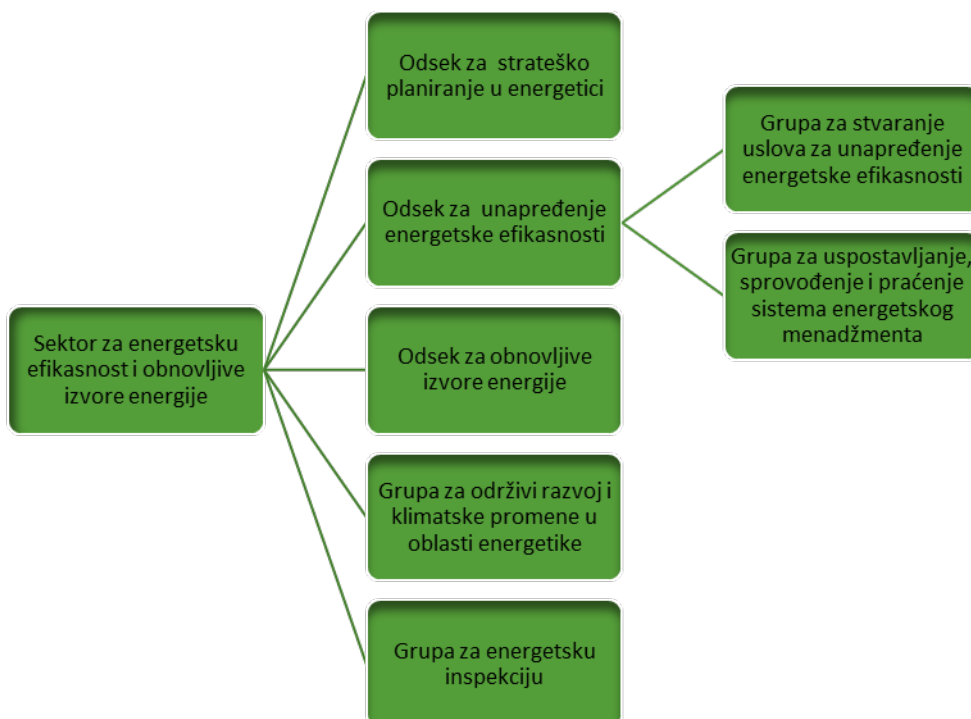 Odsek za strateško
planiranje u energetici
Grupa za stvaranje
uslova za unapređenje
energetske efikasnosti
Odsek za unapređenje
energetske efikasnosti
Grupa za uspostavljanje,
sprovođenje i praćenje
sistema energetskog
menadžmenta
Sektor za energetsku
efikasnost i obnovljive
izvore energije
Odsek za obnovljive
izvore energije
Grupa za održivi razvoj i
klimatske promene u
oblasti energetike
Grupa za energetsku
inspekciju